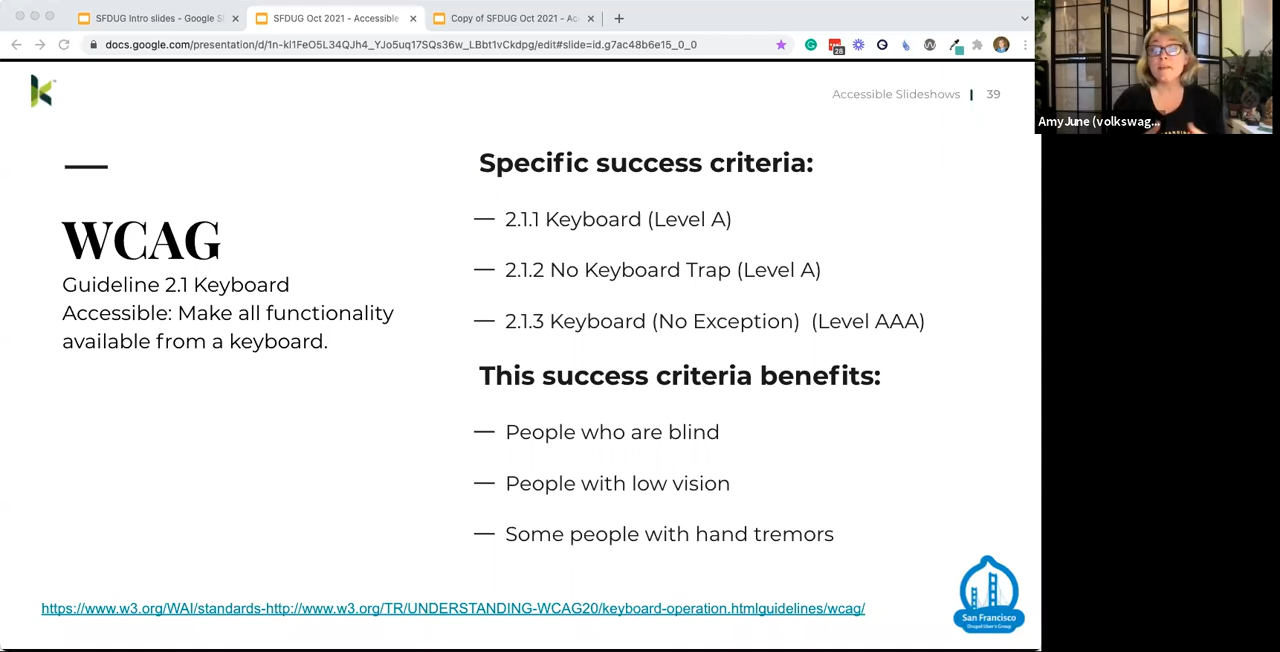 SFDUG Intro slides - Google S
SFDUG Oct 2021 - Accessible
Copy of SFDUG Oct 2021 - Ac
docs.google.com/presentation/d/1n-kl1FeO5L34QJh4_YJo5uq17SQs36w_LBbt1vCkdpg/edit#slide=id.g7ac48b6e15_0_0
28
AmyJune (volkswag...
Accessible Slideshows | 39
WCAG
Guideline 2.1 Keyboard
Accessible: Make all functionality
available from a keyboard.
Specific success criteria:
— 2.1.1 Keyboard (Level A)
— 2.1.2 No Keyboard Trap (Level A)
— 2.1.3 Keyboard (No Exception) (Level AAA)
This success criteria benefits:
— People who are blind
— People with low vision
— Some people with hand tremors
https://www.w3.org/WAI/standards-http://www.w3.org/TR/UNDERSTANDING-WCAG20/keyboard-operation.htmlguidelines/wcag/
San Francisco
Drupal User's Group